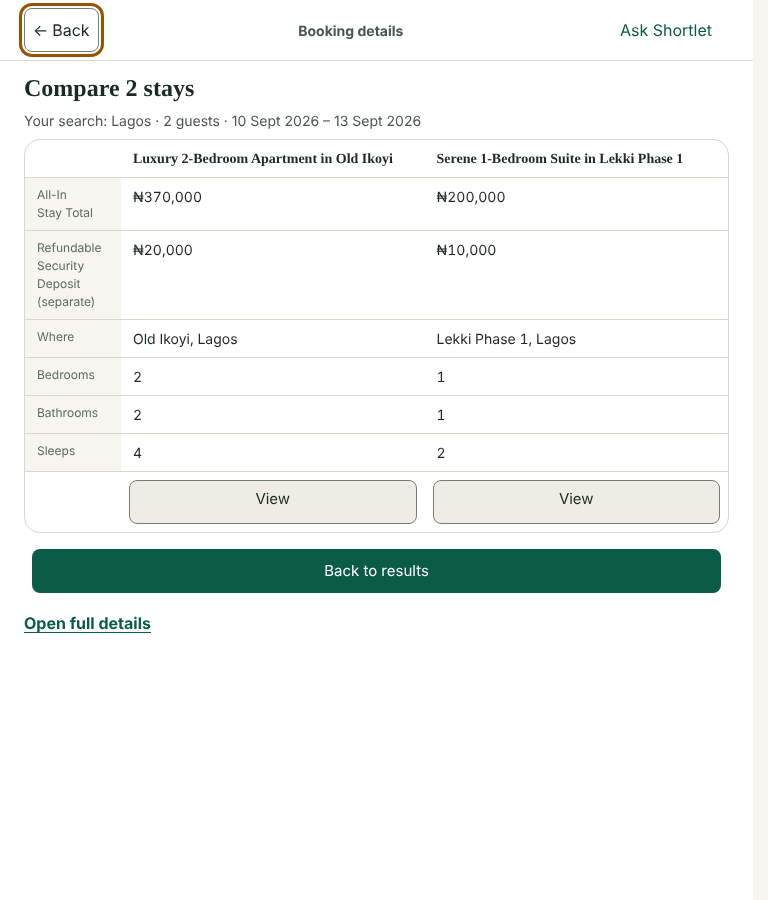 ← Back
Booking details
Ask Shortlet
Compare 2 stays
Your search: Lagos · 2 guests · 10 Sept 2026 – 13 Sept 2026
Luxury 2-Bedroom Apartment in Old Ikoyi
Serene 1-Bedroom Suite in Lekki Phase 1
All-In
Stay Total
₦370,000
₦200,000
Refundable
Security
Deposit
(separate)
₦20,000
₦10,000
Where
Old Ikoyi, Lagos
Lekki Phase 1, Lagos
Bedrooms
2
1
Bathrooms
2
1
Sleeps
4
2
View
View
Back to results
Open full details